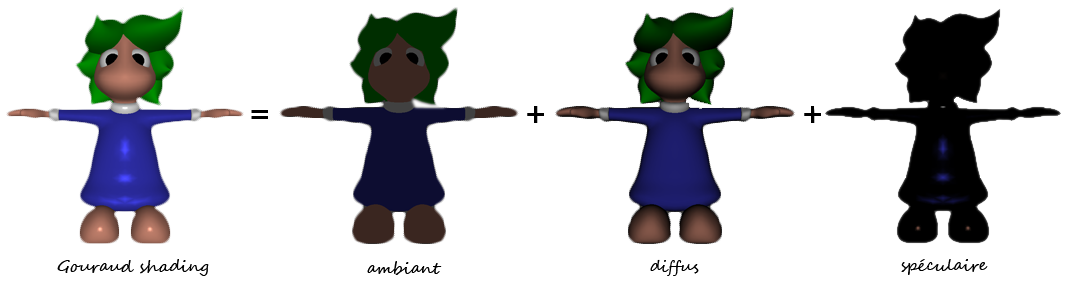 = + +
Gouraud shading ambiant diffus spéculaire